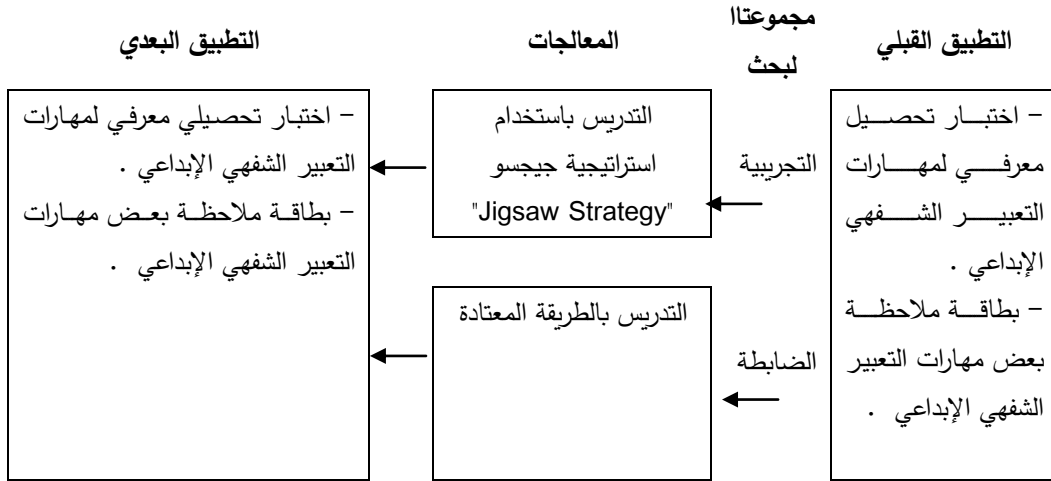 التطبيق القبلي
مجموعتاا
لبحث
المعالجات
التطبيق البعدي
– اختبار تحصيل
معرفي لمهارات
التعبير الشفهي
الإبداعي .
– بطاقة ملاحظة
بعض مهارات التعبير
الشفهي الإبداعي .
التجريبية
الضابطة
التدريس باستخدام
استراتيجية جيجسو
"Jigsaw Strategy"
التدريس بالطريقة المعتادة
– اختبار تحصيلي معرفي لمهارات
التعبير الشفهي الإبداعي .
– بطاقة ملاحظة بعض مهارات
التعبير الشفهي الإبداعي .